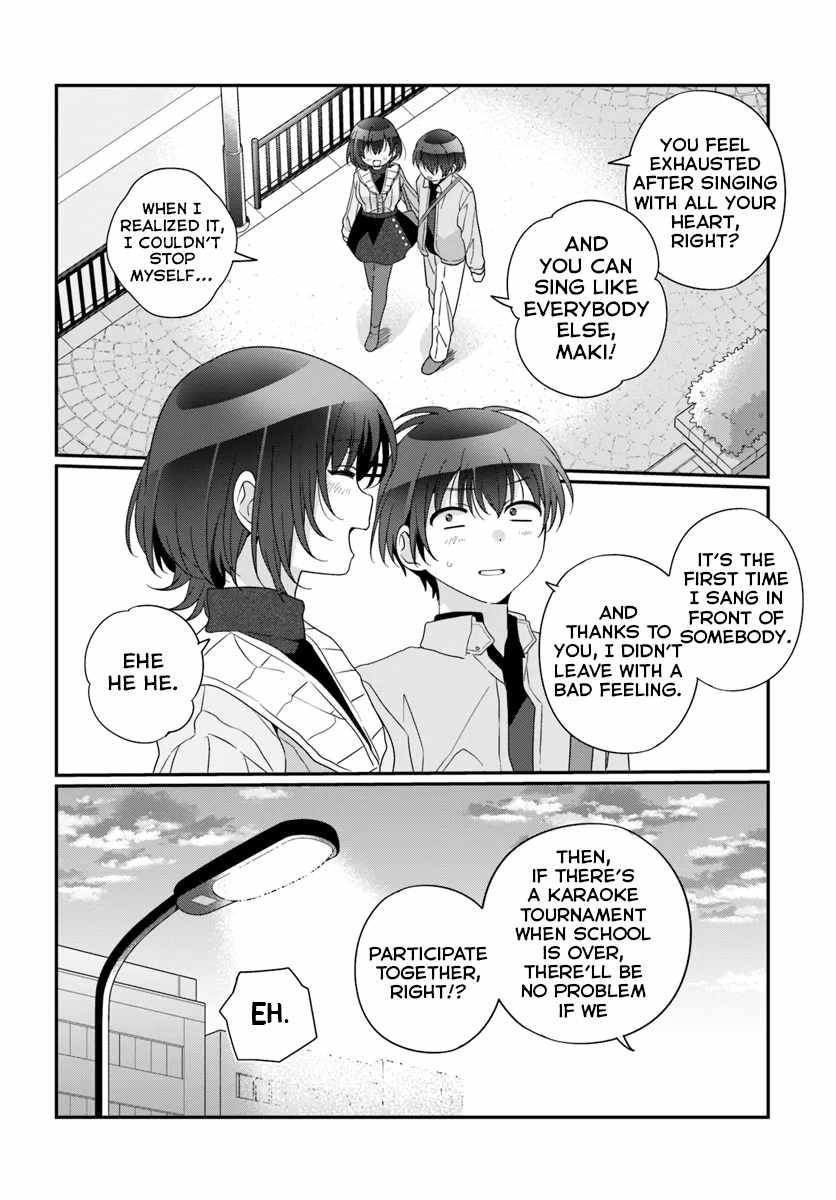 YOU FEEL
EXHAUSTED
AFTER SINGING
WITH ALL YOUR
HEART,
RIGHT?
AND
YOU CAN
SING LIKE
EVERYBODY
ELSE,
MAKI!
WHEN I
REALIZED IT,
I COULDN'T
STOP
MYSELF...
IT'S THE
FIRST TIME
I SANG IN
FRONT OF
SOMEBODY.
AND
THANKS TO
YOU, I DIDN'T
LEAVE WITH A
BAD FEELING.
EHE
HE HE.
THEN,
IF THERE'S
A KARAOKE
TOURNAMENT
WHEN SCHOOL
IS OVER,
THERE'LL BE
NO PROBLEM
IF WE
PARTICIPATE
TOGETHER,
RIGHT!?
EH.